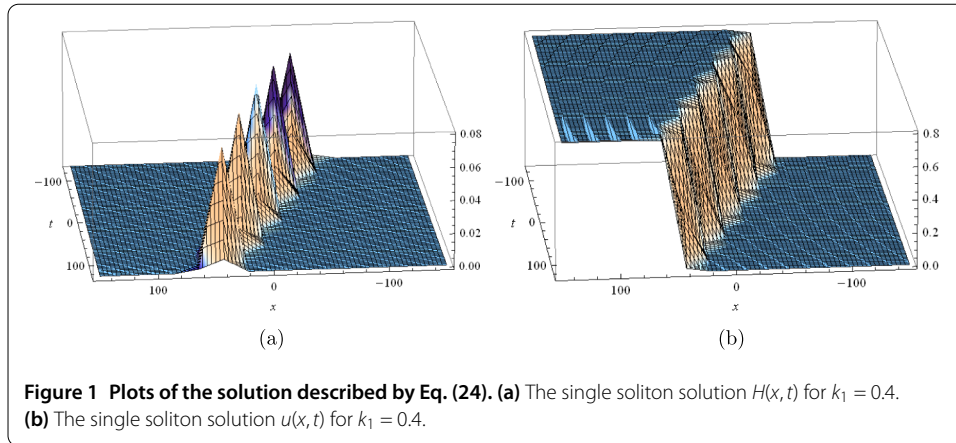 0.08
0.06
0.04
0.02
0.00
-100
t 0
100
100 0 -100
x
(a)
0.8
0.6
0.4
0.2
0.0
-100
t 0
100
100 0 -100
x
(b)
Figure 1 Plots of the solution described by Eq. (24). (a) The single soliton solution H(x, t) for k₁ = 0.4.
(b) The single soliton solution u(x, t) for k₁ = 0.4.